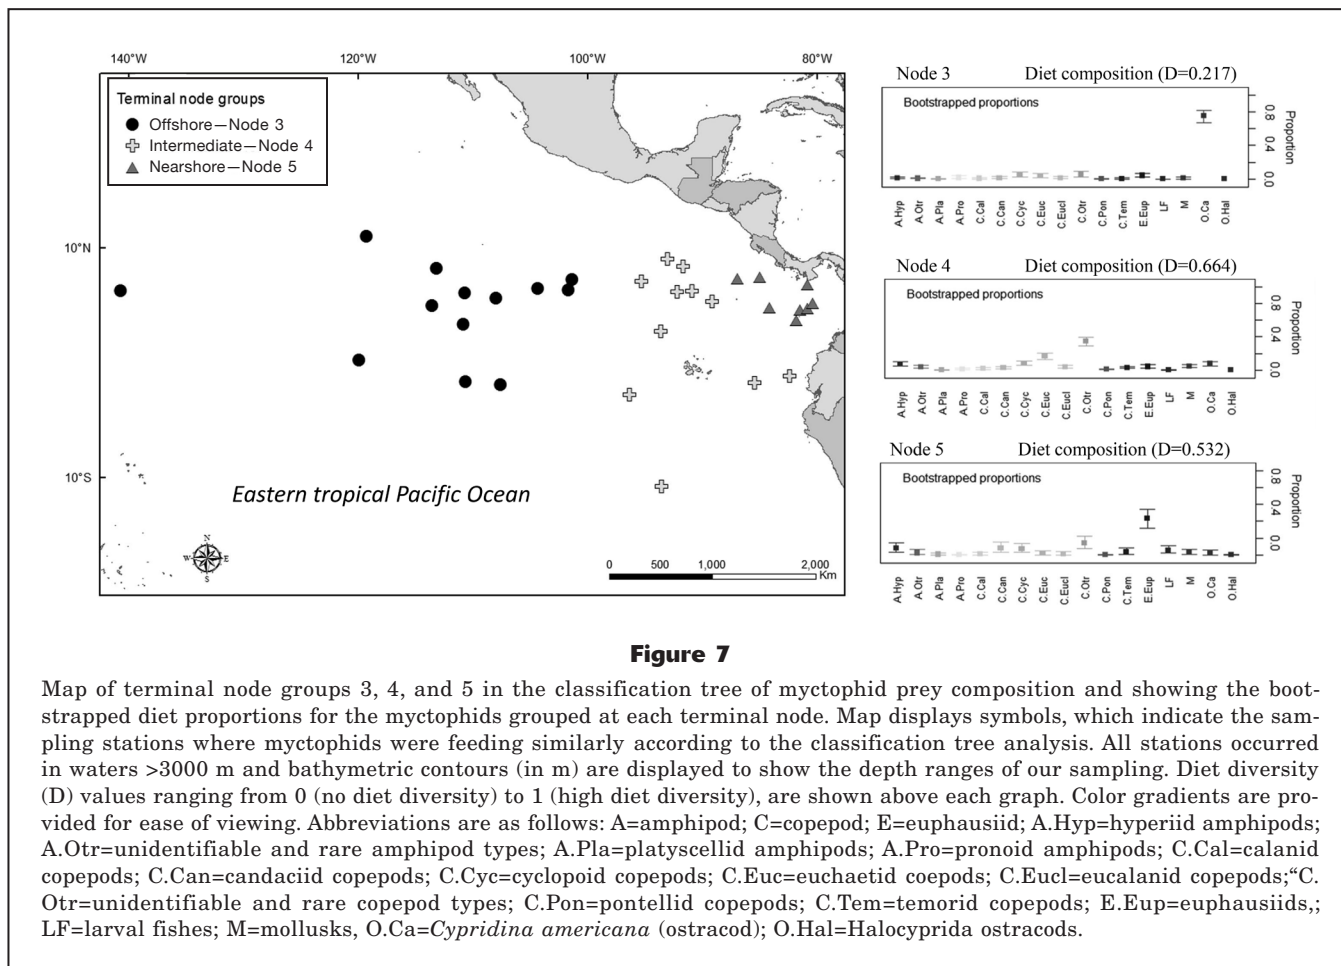 140°W 120°W 100°W 80°W
Terminal node groups
Offshore—Node 3
Intermediate—Node 4
Nearshore—Node 5
10°N
10°S
Eastern tropical Pacific Ocean
N
W E
S
0 500 1,000 2,000
Km
Node 3 Diet composition (D=0.217)
Bootstrapped proportions
0.8
0.4
0.0
Proportion
A.Hyp A.Otr A.Pla A.Pro C.Cal C.Can C.Cyc C.Euc C.Eucl C.Otr C.Pon C.Tem E.Eup LF M O.Ca O.Hal
Node 4 Diet composition (D=0.664)
Bootstrapped proportions
0.8
0.4
0.0
Proportion
A.Hyp A.Otr A.Pla A.Pro C.Cal C.Can C.Cyc C.Euc C.Eucl C.Otr C.Pon C.Tem E.Eup LF M O.Ca O.Hal
Node 5 Diet composition (D=0.532)
Bootstrapped proportions
0.8
0.4
0.0
Proportion
A.Hyp A.Otr A.Pla A.Pro C.Cal C.Can C.Cyc C.Euc C.Eucl C.Otr C.Pon C.Tem E.Eup LF M O.Ca O.Hal
Figure 7
Map of terminal node groups 3, 4, and 5 in the classification tree of myctophid prey composition and showing the boot-
strapped diet proportions for the myctophids grouped at each terminal node. Map displays symbols, which indicate the sam-
pling stations where myctophids were feeding similarly according to the classification tree analysis. All stations occurred
in waters >3000 m and bathymetric contours (in m) are displayed to show the depth ranges of our sampling. Diet diversity
(D) values ranging from 0 (no diet diversity) to 1 (high diet diversity), are shown above each graph. Color gradients are pro-
vided for ease of viewing. Abbreviations are as follows: A=amphipod; C=copepod; E=euphausiid; A.Hyp=hyperiid amphipods;
A.Otr=unidentifiable and rare amphipod types; A.Pla=platyscellid amphipods; A.Pro=pronoid amphipods; C.Cal=calanid
copepods; C.Can=candaciid copepods; C.Cyc=cyclopoid copepods; C.Euc=euchaetid coepods; C.Eucl=eucalanid copepods;“C.
Otr=unidentifiable and rare copepod types; C.Pon=pontellid copepods; C.Tem=temorid copepods; E.Eup=euphausiids,;
LF=larval fishes; M=mollusks, O.Ca=Cypridina americana (ostracod); O.Hal=Halocyprida ostracods.